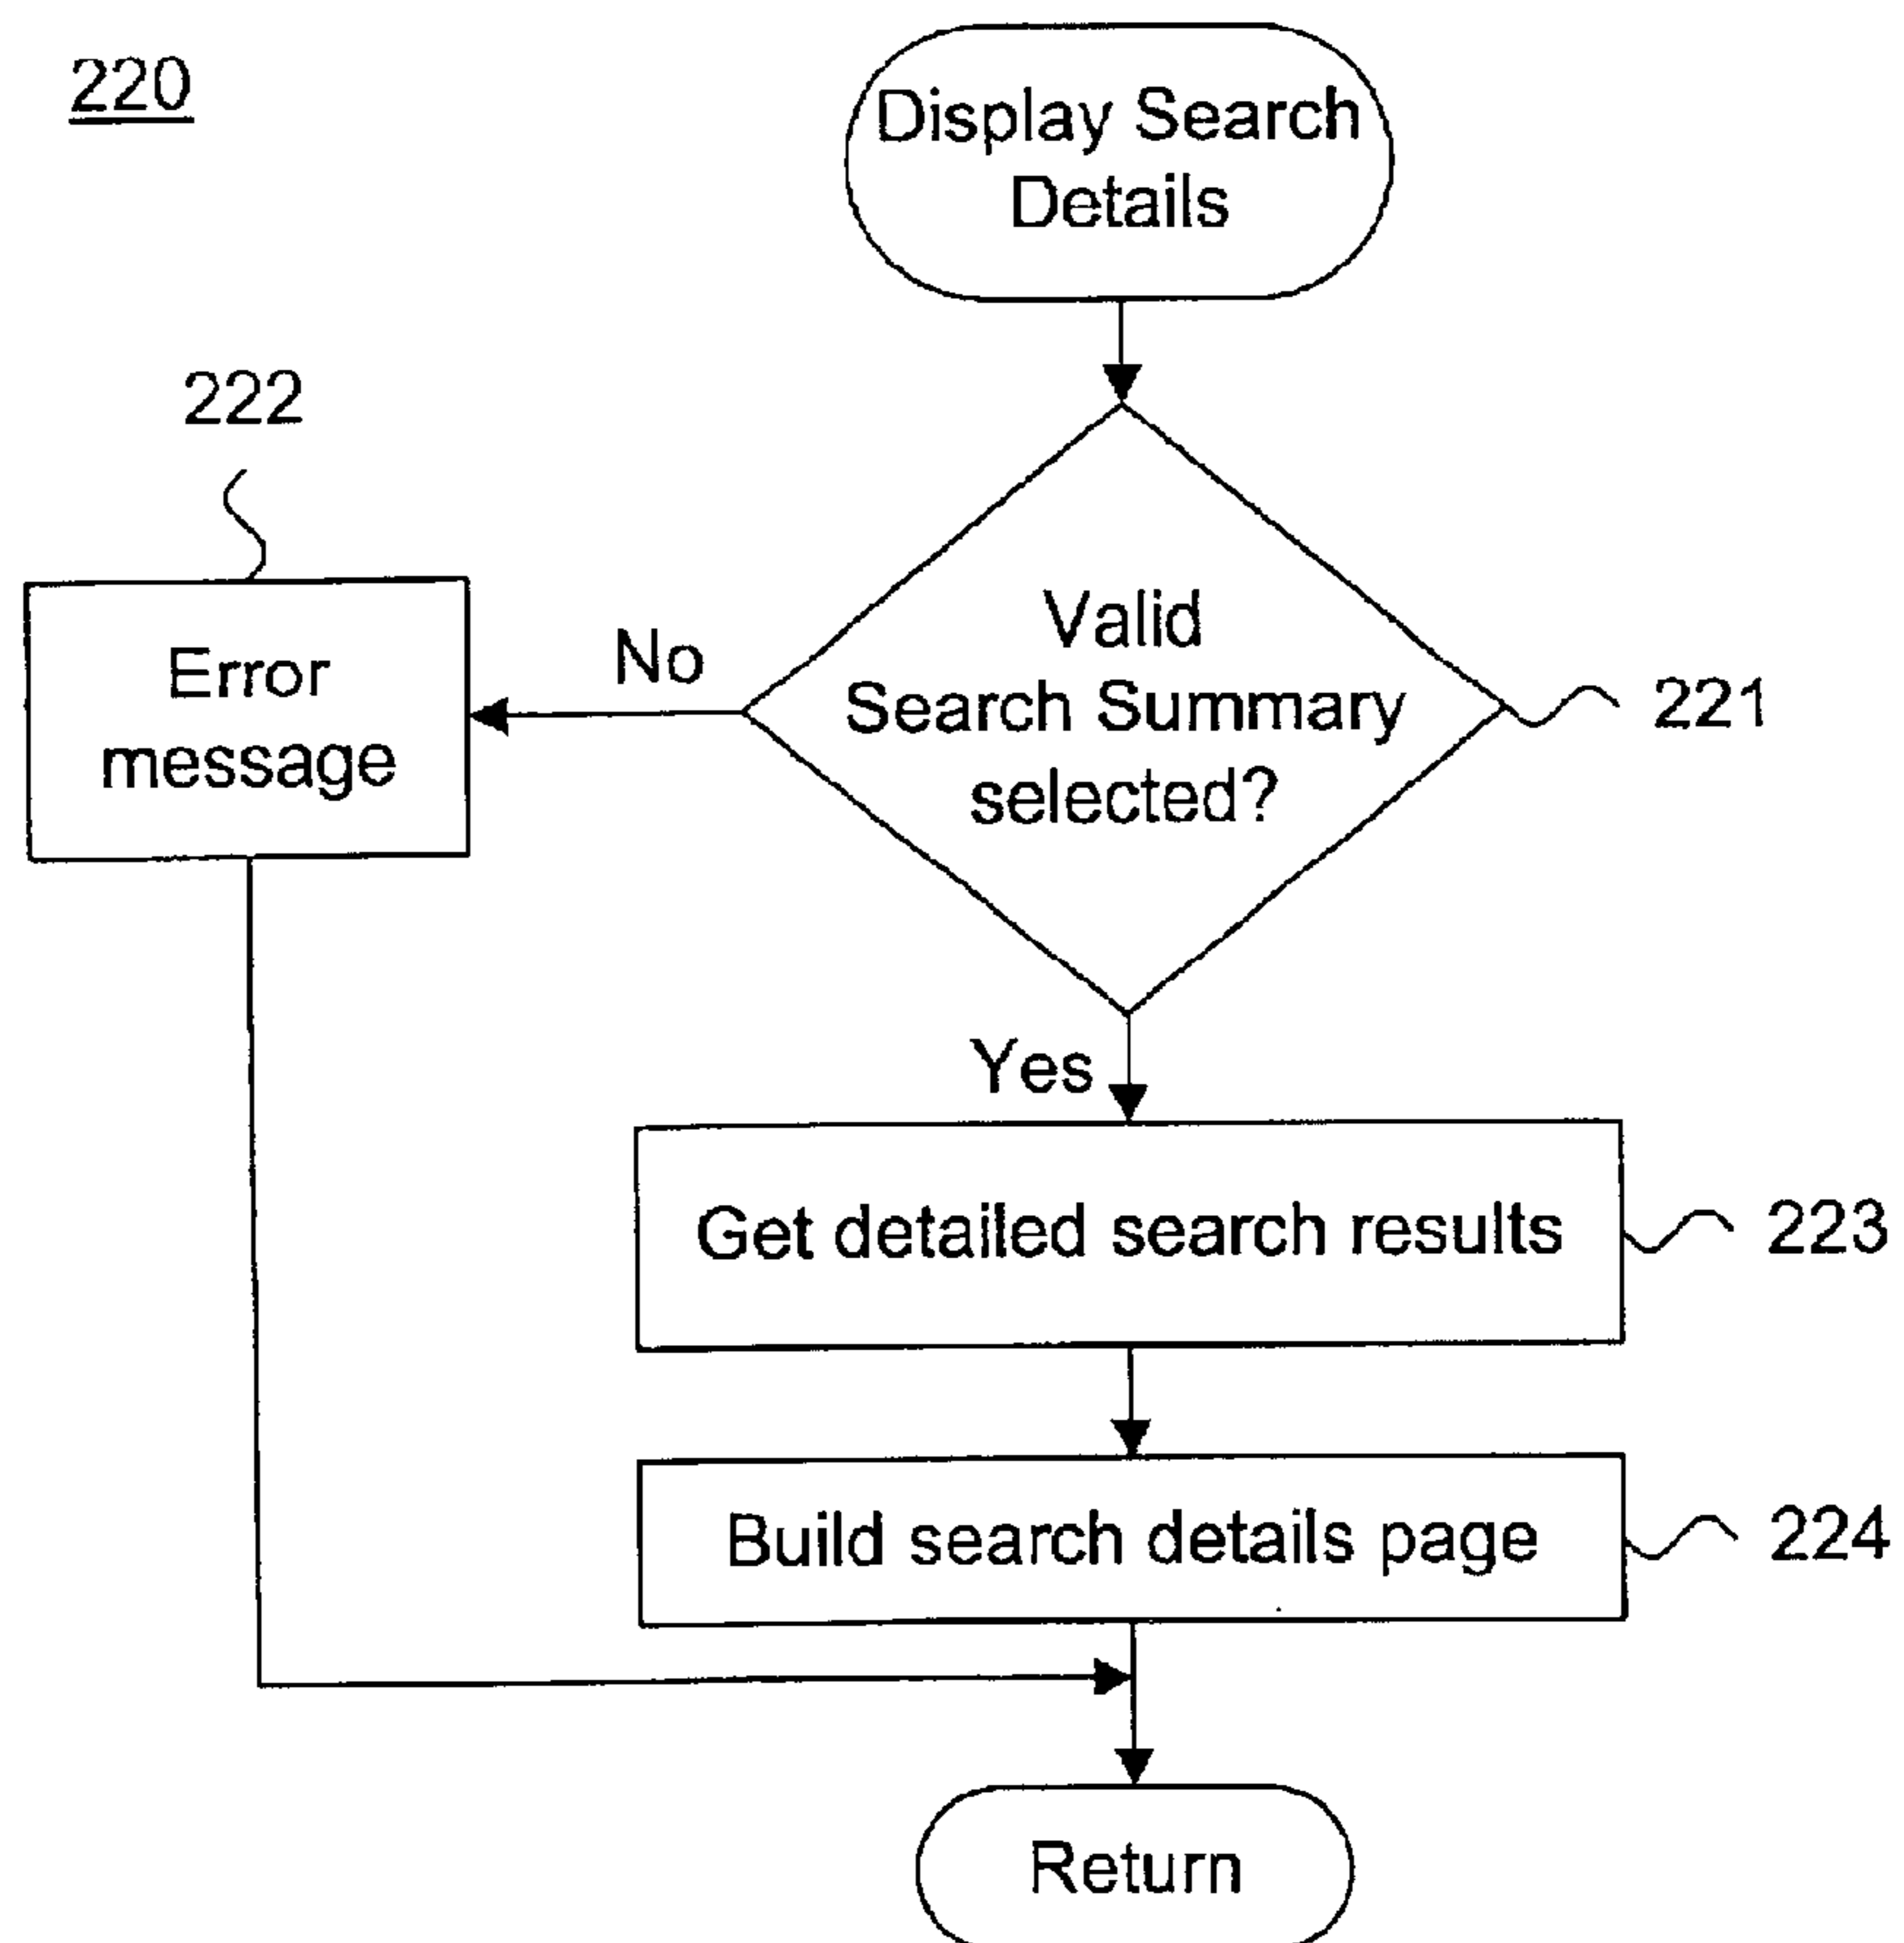 220
Display Search
Details
222
Error
message
No
Valid
Search Summary
selected?
221
Yes
Get detailed search results
223
Build search details page
224
Return